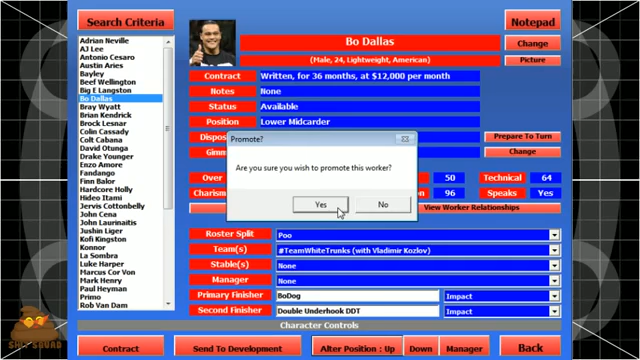 Search Criteria
Notepad
Adrian Neville
AJ Lee
Antonio Cesaro
Austin Aries
Bayley
Beef Wellington
Big E Langston
Bo Dallas
Bray Wyatt
Brian Kendrick
Brock Lesnar
Colin Cassady
Colt Cabana
David Otunga
Drake Younger
Enzo Amore
Fandango
Finn Balor
Hardcore Holly
Hideo Itami
Jervis Cottonbelly
John Cena
John Laurinaitis
Jushin Liger
Kofi Kingston
Konnor
La Sombra
Luke Harper
Marcus Cor Von
Mark Henry
Paul Heyman
Primo
Rob Van Dam
Bo Dallas
Change
(Male, 24, Lightweight, American)
Picture
Contract Written, for 36 months, at $12,000 per month
Notes None
Status Available
Position Lower Midcarder
Dispos
Prepare To Turn
Gimm
Change
Promote?
Are you sure you wish to promote this worker?
Yes No
Over 50 Technical 64
Charism 96 Speaks Yes
View Worker Relationships
Roster Split Poo
Team(s) #TeamWhiteTrunks (with Vladimir Kozlov)
Stable(s) None
Manager None
Primary Finisher BoDog Impact
Second Finisher Double Underhook DDT Impact
Character Controls
Contract Send To Development Alter Position : Up Down Manager Back
SHIT SQUAD